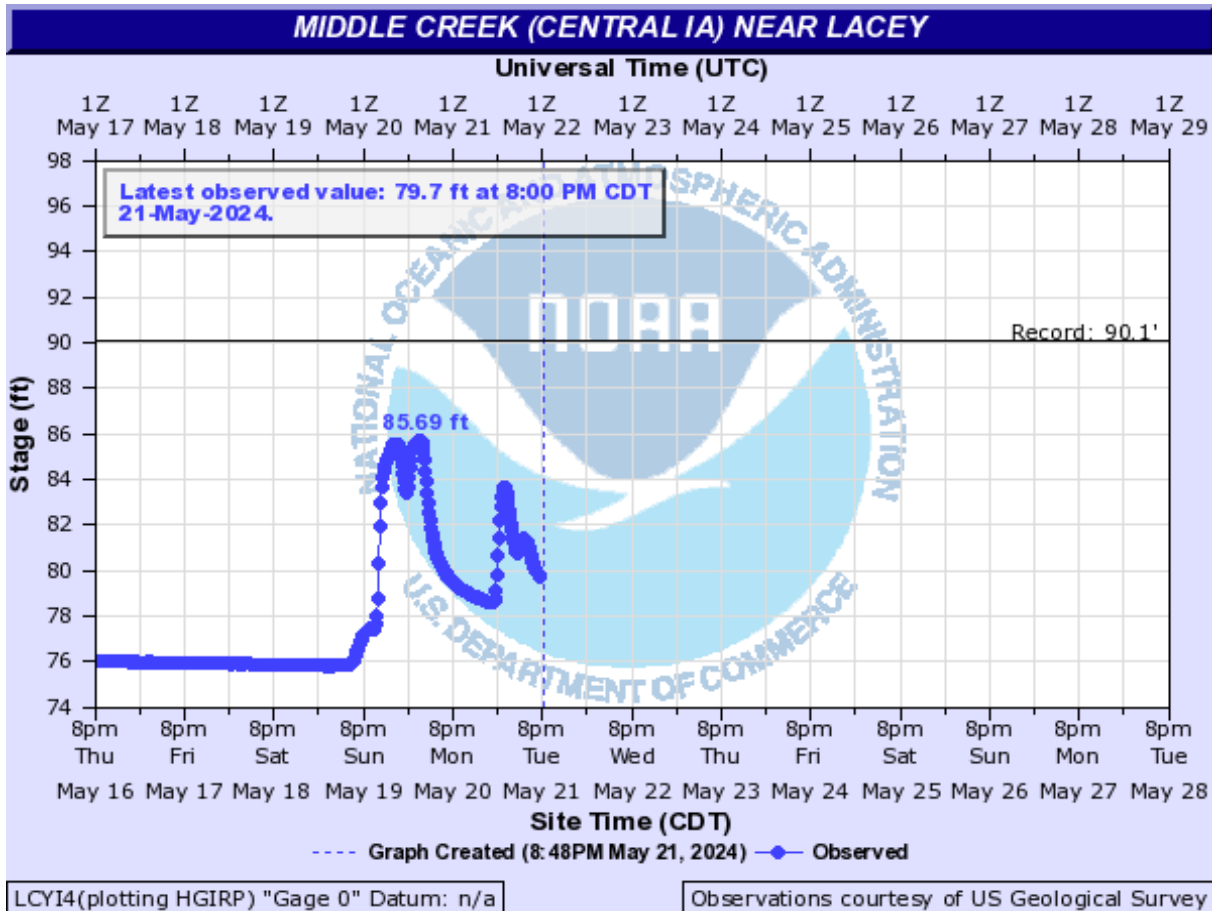 MIDDLE CREEK (CENTRAL IA) NEAR LACEY
Universal Time (UTC)
1Z 1Z 1Z 1Z 1Z 1Z 1Z 1Z 1Z 1Z 1Z 1Z 1Z
May 17 May 18 May 19 May 20 May 21 May 22 May 23 May 24 May 25 May 26 May 27 May 28 May 29
98
Latest observed value: 79.7 ft at 8:00 PM CDT
21-May-2024.
96
94
92
90
88
86
84
82
80
78
76
74
Stage (ft)
Record: 90.1'
85.69 ft
NATIONAL OCEANIC AND ATMOSPHERIC ADMINISTRATION
NOAA
U.S. DEPARTMENT OF COMMERCE
8pm 8pm 8pm 8pm 8pm 8pm 8pm 8pm 8pm 8pm 8pm 8pm 8pm
Thu Fri Sat Sun Mon Tue Wed Thu Fri Sat Sun Mon Tue
May 16 May 17 May 18 May 19 May 20 May 21 May 22 May 23 May 24 May 25 May 26 May 27 May 28
Site Time (CDT)
Graph Created (8:48PM May 21, 2024) Observed
LCYI4(plotting HGIRP) "Gage 0" Datum: n/a
Observations courtesy of US Geological Survey